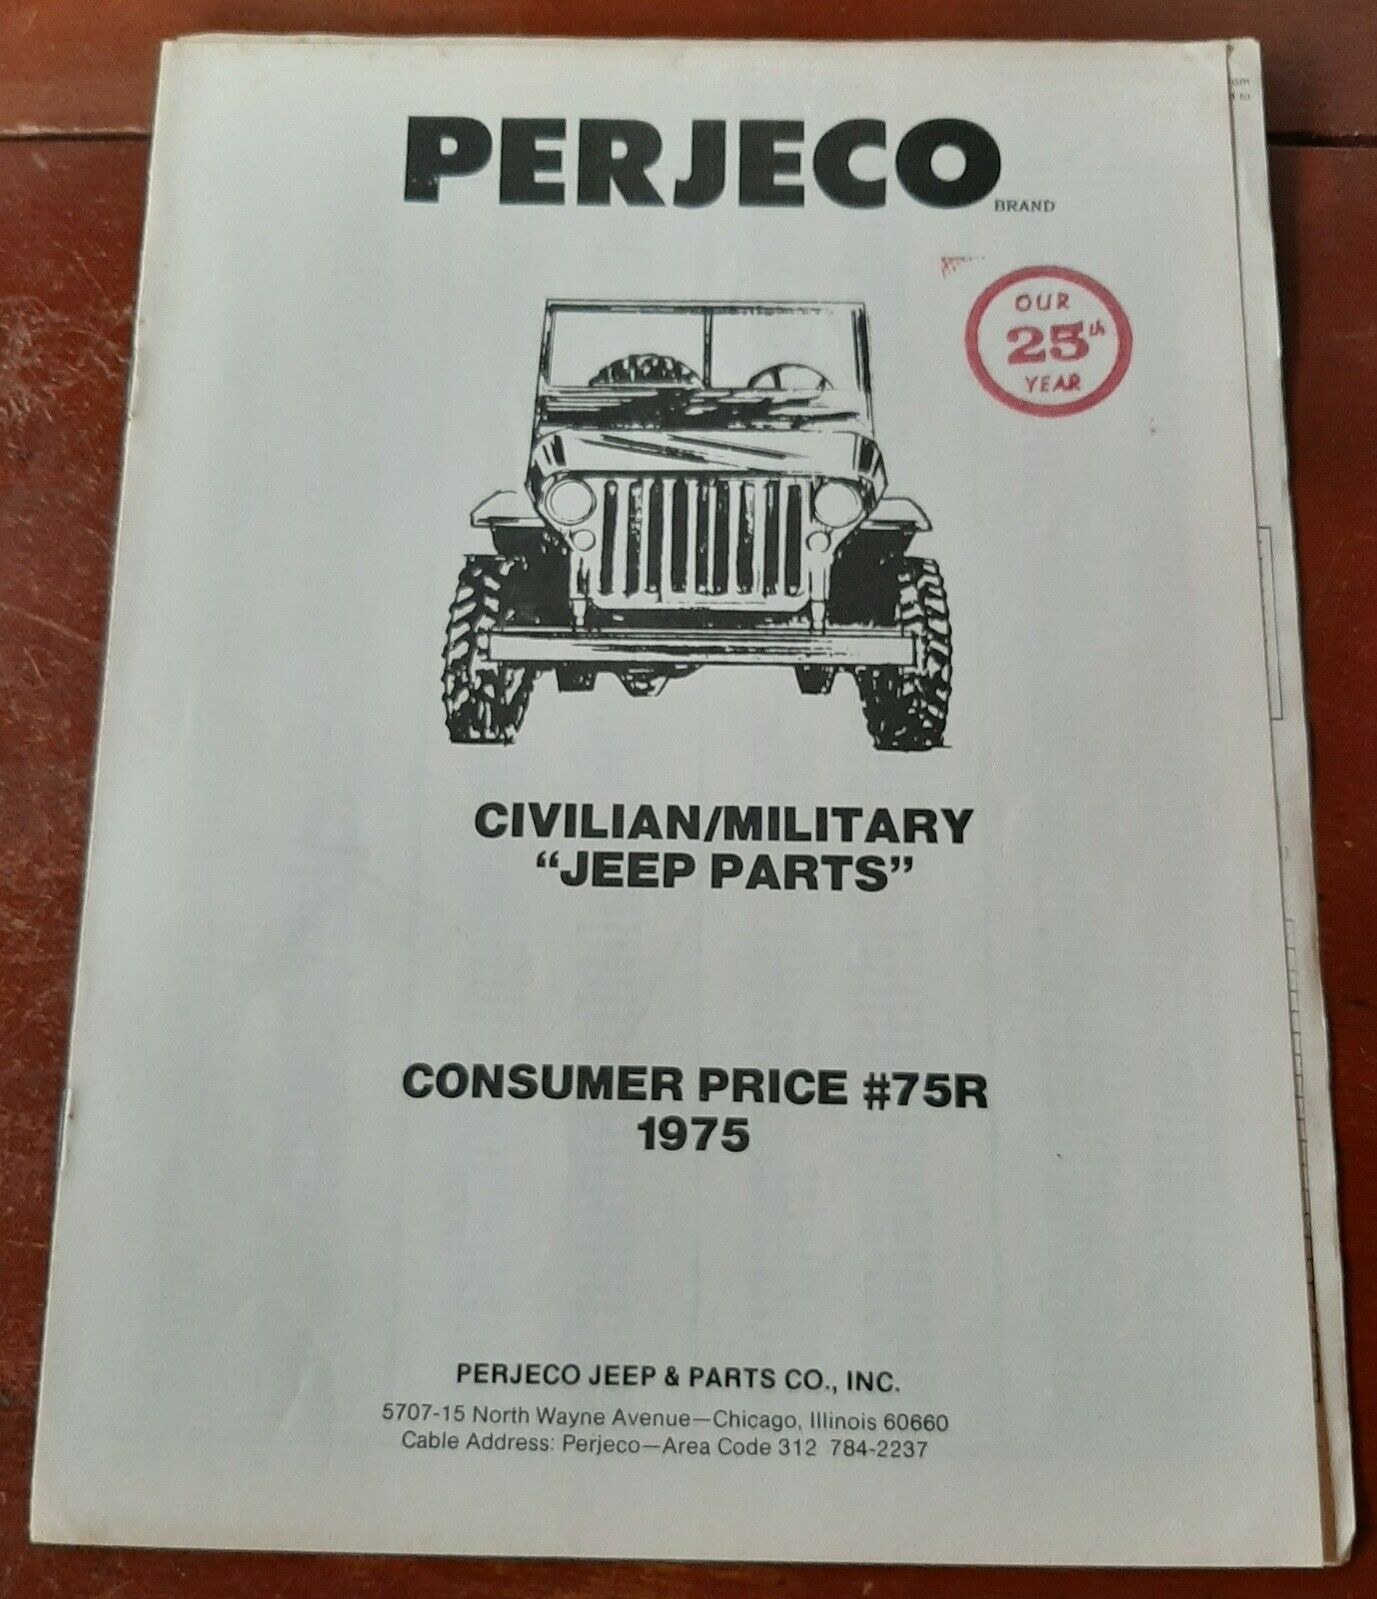 PERJECO
BRAND
OUR
25th
YEAR
CIVILIAN/MILITARY
“JEEP PARTS”
CONSUMER PRICE #75R
1975
PERJECO JEEP & PARTS CO., INC.
5707-15 North Wayne Avenue—Chicago, Illinois 60660
Cable Address: Perjeco—Area Code 312 784-2237